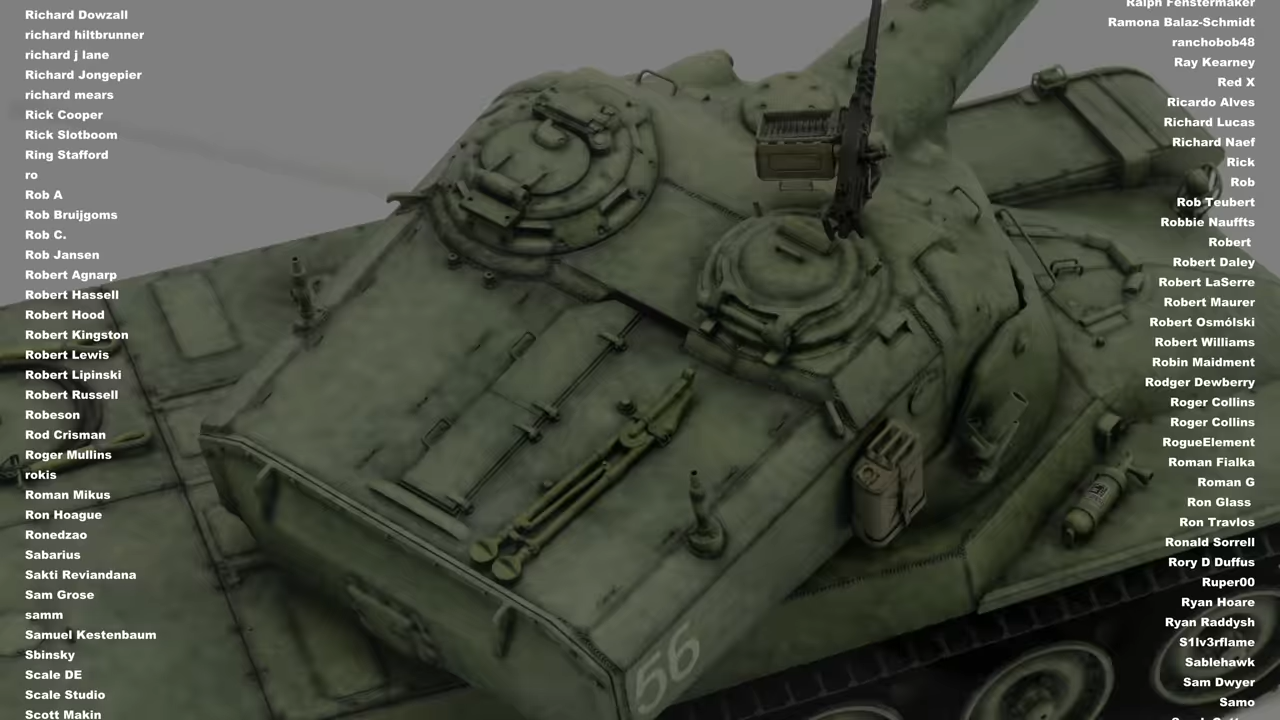 Richard Dowzall
richard hiltbrunner
richard j lane
Richard Jongepier
richard mears
Rick Cooper
Rick Slotboom
Ring Stafford
ro
Rob A
Rob Bruijgoms
Rob C.
Rob Jansen
Robert Agnarp
Robert Hassell
Robert Hood
Robert Kingston
Robert Lewis
Robert Lipinski
Robert Russell
Robeson
Rod Crisman
Roger Mullins
rokis
Roman Mikus
Ron Hoague
Ronedzao
Sabarius
Sakti Reviandana
Sam Grose
samm
Samuel Kestenbaum
Sbinsky
Scale DE
Scale Studio
Scott Makin
Ralph Fenstermaker
Ramona Balaz-Schmidt
ranchobob48
Ray Kearney
Red X
Ricardo Alves
Richard Lucas
Richard Naef
Rick
Rob
Rob Teubert
Robbie Nauffts
Robert
Robert Daley
Robert LaSerre
Robert Maurer
Robert Osmólski
Robert Williams
Robin Maidment
Rodger Dewberry
Roger Collins
Roger Collins
RogueElement
Roman Fialka
Roman G
Ron Glass
Ron Travlos
Ronald Sorrell
Rory D Duffus
Ruper00
Ryan Hoare
Ryan Raddysh
S1lv3rflame
Sablehawk
Sam Dwyer
Samo
56